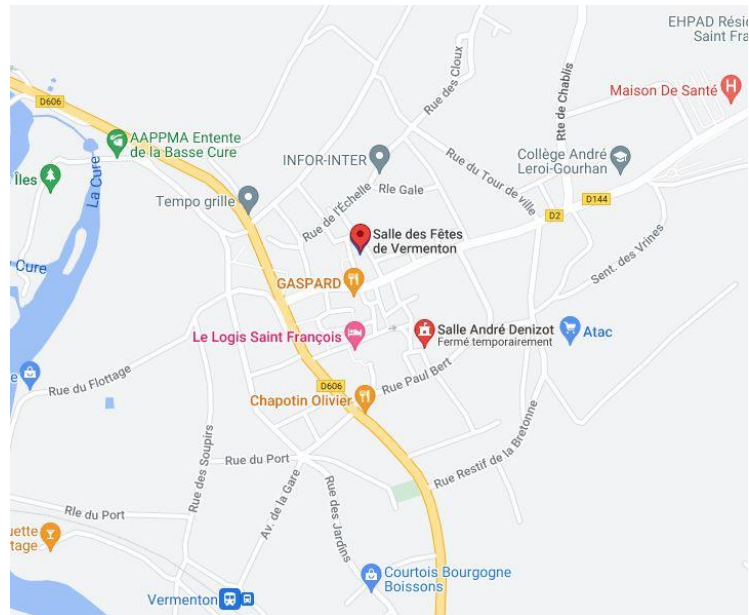 EHPAD Rési
Saint Fra
D606
Rue des Cloux
Rte de Chablis
Maison De Santé
H
AAPPMA Entente
de la Basse Cure
INFOR-INTER
Collège André
Leroi-Gourhan
Îles
La Cure
Rue du Tour de ville
Rle Gale
Tempo grille
Rue de l'Échelle
D144
D2
Salle des Fêtes
de Vermenton
Sent. des Vrines
Cure
GASPARD
Le Logis Saint François
Salle André Denizot
Fermé temporairement
Atac
e
Rue du Flottage
D606
Rue Paul Bert
Chapotin Olivier
Rue des Soupirs
Rue du Port
Rue Restif de la Bretonne
Av. de la Gare
Rue des Jardins
Rle du Port
uette
tage
Courtois Bourgogne
Boissons
Vermenton